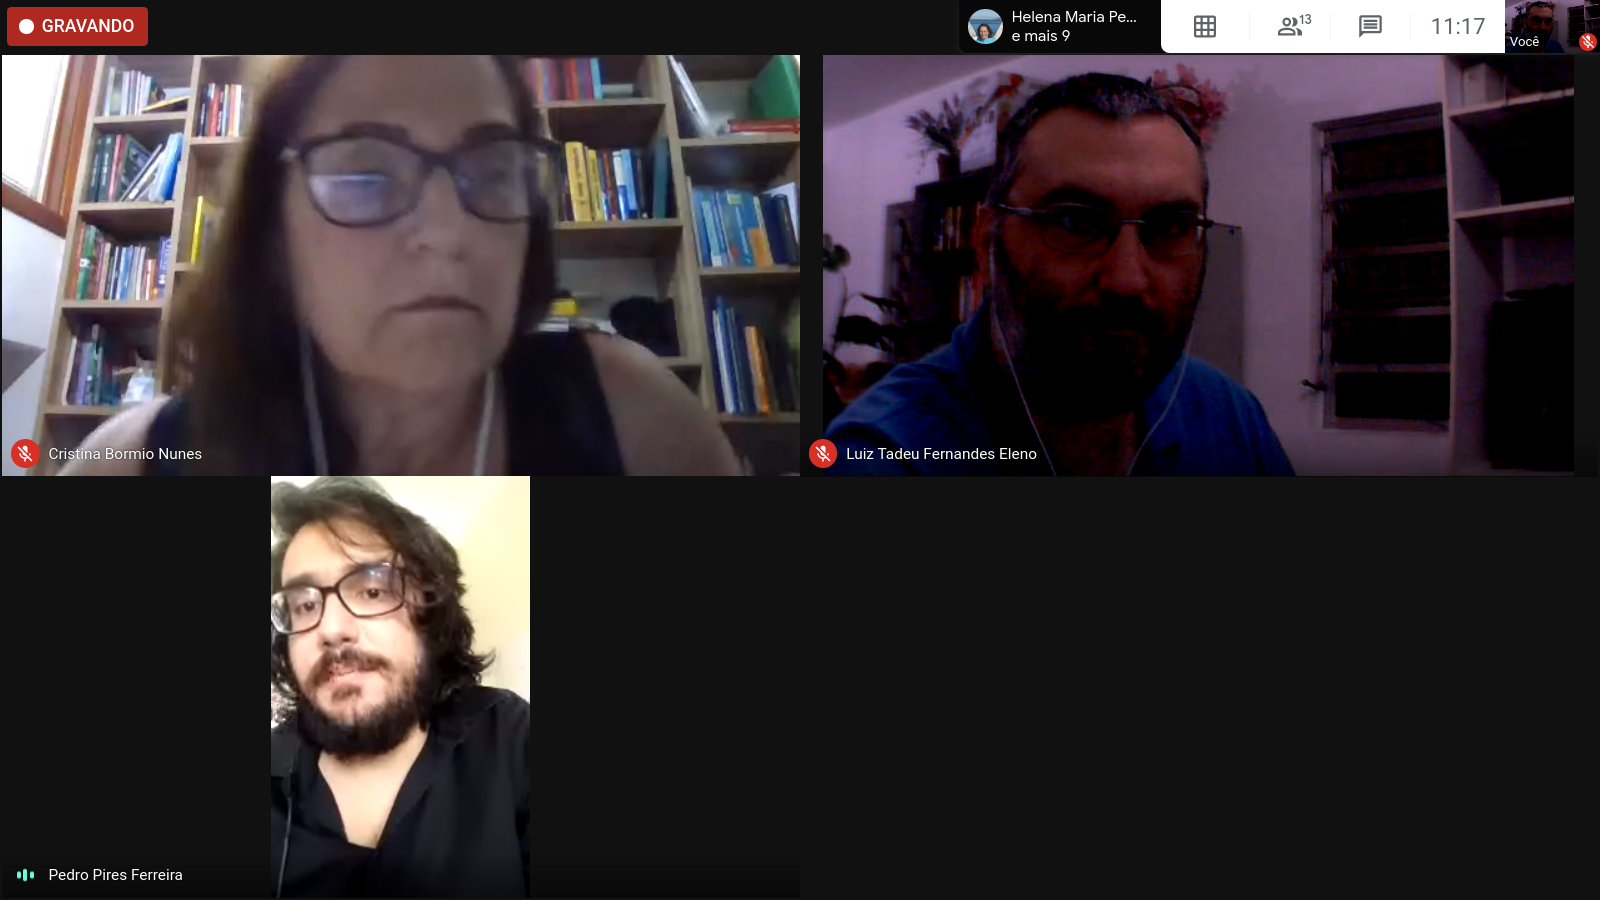 GRAVANDO
Helena Maria Pe...
e mais 9
13
11:17
Você
Cristina Bormio Nunes
Luiz Tadeu Fernandes Eleno
Pedro Pires Ferreira